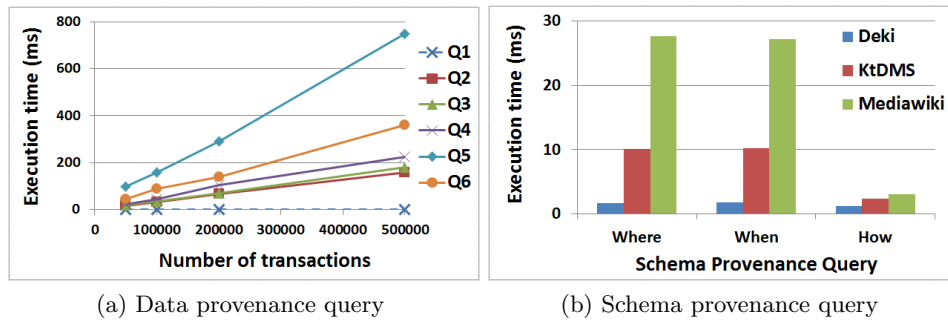 800
600
400
200
0
Execution time (ms)
0 100000 200000 300000 400000 500000
Number of transactions
Q1
Q2
Q3
Q4
Q5
Q6
(a) Data provenance query
30
20
10
0
Execution time (ms)
Deki
KtDMS
Mediawiki
Where When How
Schema Provenance Query
(b) Schema provenance query